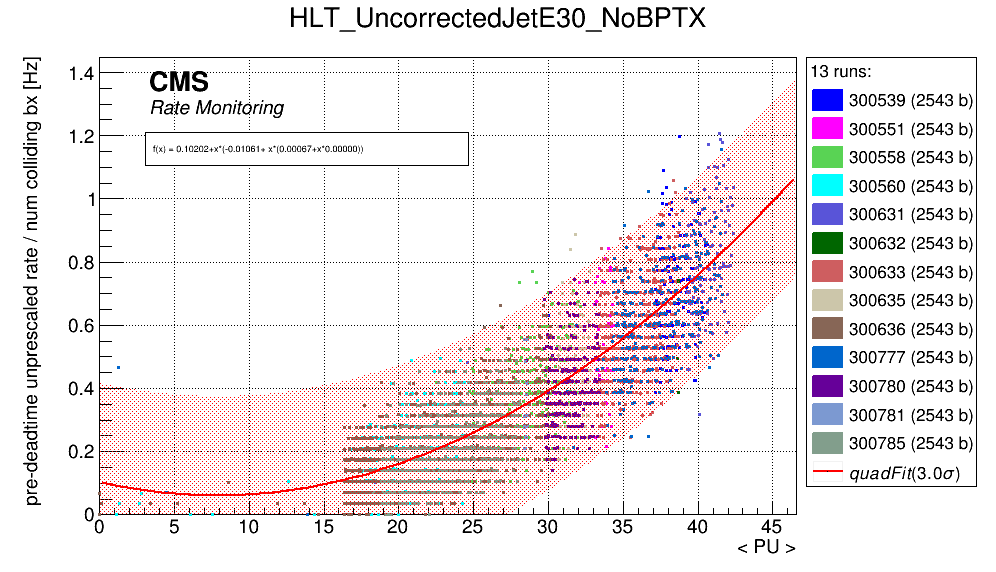 HLT_UncorrectedJetE30_NoBPTX
pre-deadtime unprescaled rate / num colliding bx [Hz]
1.4
1.2
1
0.8
0.6
0.4
0.2
0
CMS
Rate Monitoring
f(x) = 0.10202+x*(-0.01061+ x*(0.00067+x*0.00000))
0 5 10 15 20 25 30 35 40 45
< PU >
13 runs:
300539 (2543 b)
300551 (2543 b)
300558 (2543 b)
300560 (2543 b)
300631 (2543 b)
300632 (2543 b)
300633 (2543 b)
300635 (2543 b)
300636 (2543 b)
300777 (2543 b)
300780 (2543 b)
300781 (2543 b)
300785 (2543 b)
quadFit(3.0σ)